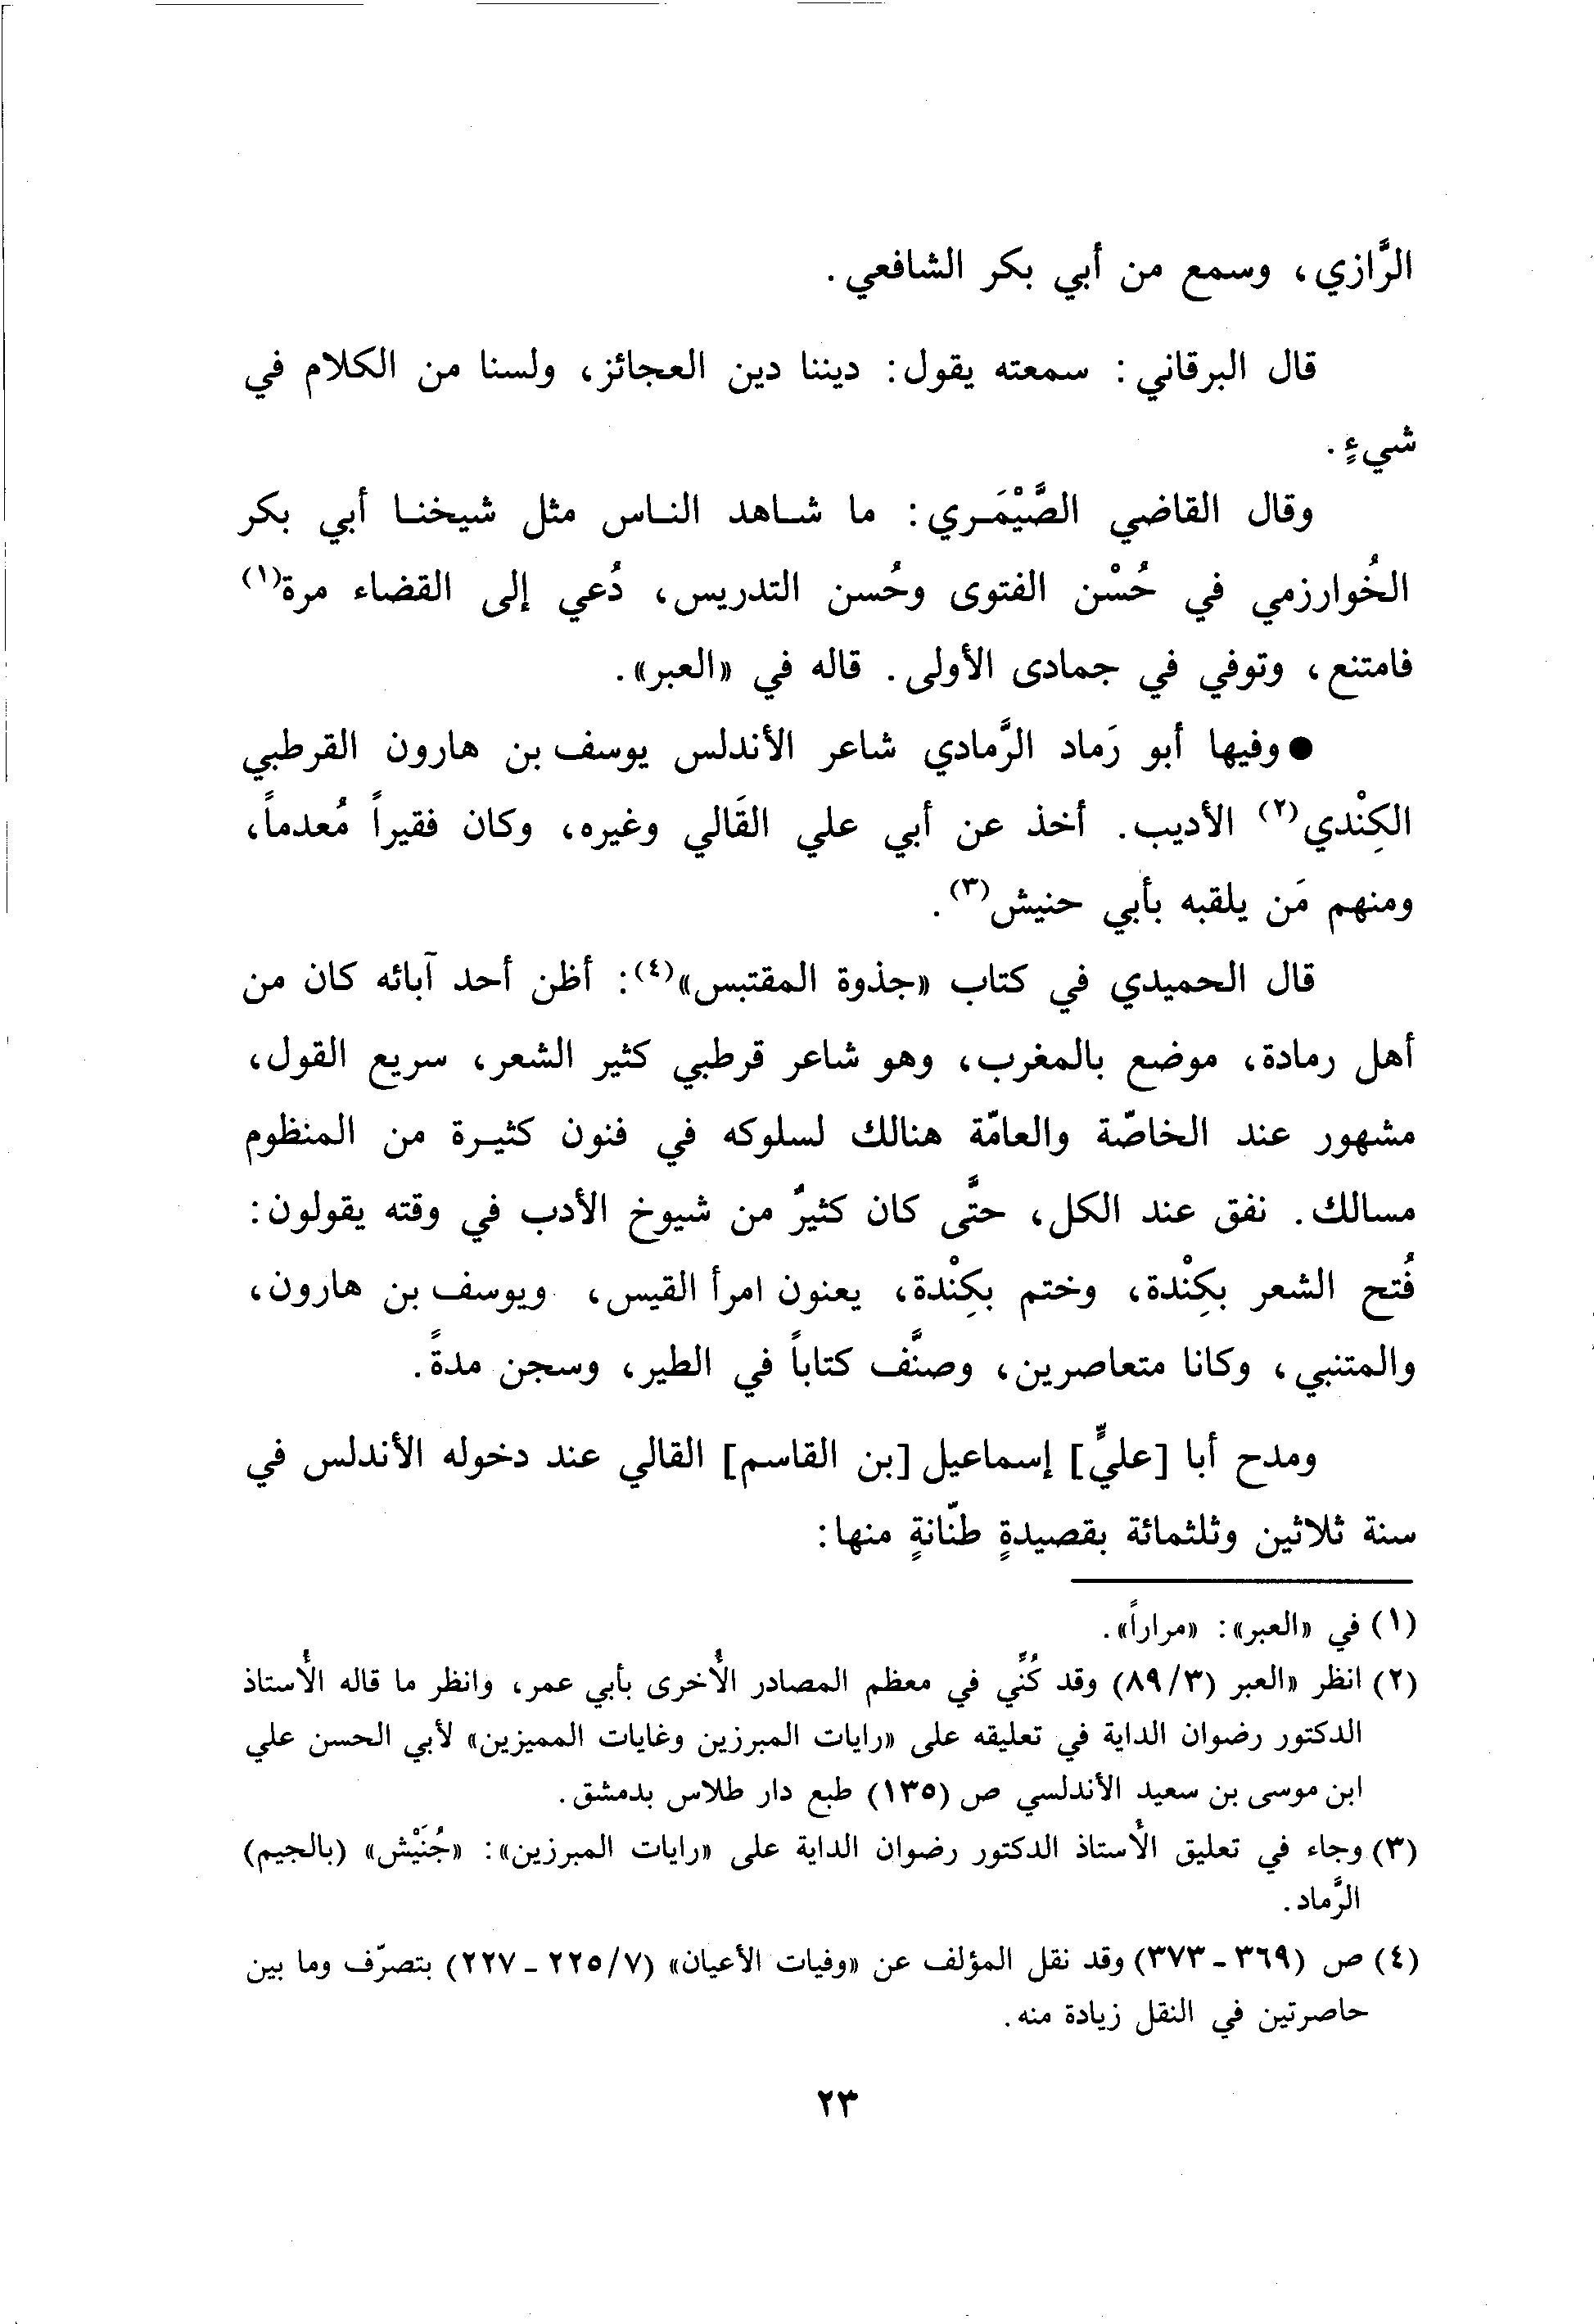 الرَّازي، وسمع من أبي بكر الشافعي.
قال البرقاني: سمعته يقول: ديننا دين العجائز، ولسنا من الكلام في
شيءٍ.
وقال القاضي الصَّيْمَري: ما شاهد الناس مثل شيخنا أبي بكر
الخُوارزمي في حُسْن الفتوى وحُسن التدريس، دُعي إلى القضاء مرة(١)
فامتنع، وتوفي في جمادى الأولى. قاله في «العبر».
● وفيها أبو رَماد الرَّمادي شاعر الأندلس يوسف بن هارون القرطبي
الكِنْدي(٢) الأديب. أخذ عن أبي علي القَالي وغيره، وكان فقيراً مُعدماً،
ومنهم مَن يلقبه بأبي حنيش(٣).
قال الحميدي في كتاب «جذوة المقتبس»(٤): أظن أحد آبائه كان من
أهل رمادة، موضع بالمغرب، وهو شاعر قرطبي كثير الشعر، سريع القول،
مشهور عند الخاصّة والعامّة هنالك لسلوكه في فنون كثيرة من المنظوم
مسالك. نفق عند الكل، حتَّى كان كثيرٌ من شيوخ الأدب في وقته يقولون:
فُتح الشعر بكِنْدة، وختم بكِنْدة، يعنون امرأ القيس، ويوسف بن هارون،
والمتنبي، وكانا متعاصرين، وصنَّف كتاباً في الطير، وسجن مدةً.
ومدح أبا [عليٍّ] إسماعيل [بن القاسم] القالي عند دخوله الأندلس في
سنة ثلاثين وثلثمائة بقصيدةٍ طنّانةٍ منها:
(١) في «العبر»: «مراراً».
(٢) انظر «العبر (٣/٨٩) وقد كُنِّي في معظم المصادر الأُخرى بأبي عمر، وانظر ما قاله الأُستاذ
الدكتور رضوان الداية في تعليقه على «رايات المبرزين وغايات المميزين» لأبي الحسن علي
ابن موسى بن سعيد الأندلسي ص (١٣٥) طبع دار طلاس بدمشق.
(٣) وجاء في تعليق الأُستاذ الدكتور رضوان الداية على «رايات المبرزين»: «جُنَيْش» (بالجيم)
الرَّماد.
(٤) ص (٣٦٩ - ٣٧٣) وقد نقل المؤلف عن «وفيات الأعيان» (٧/٢٢٥ - ٢٢٧) بتصرّف وما بين
حاصرتين في النقل زيادة منه.
٢٣